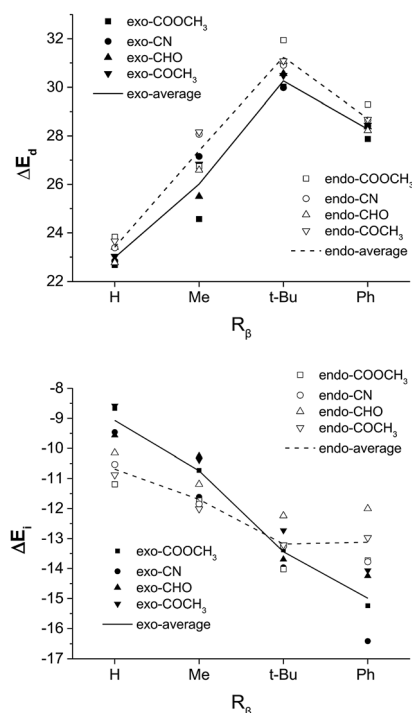 exo-COOCH₃
exo-CN
exo-CHO
exo-COCH₃
exo-average
32
30
28
26
24
22
ΔE_d
endo-COOCH₃
endo-CN
endo-CHO
endo-COCH₃
endo-average
H Me t-Bu Ph
R_β
-8
-9
-10
-11
-12
-13
-14
-15
-16
-17
ΔE_i
endo-COOCH₃
endo-CN
endo-CHO
endo-COCH₃
endo-average
exo-COOCH₃
exo-CN
exo-CHO
exo-COCH₃
exo-average
H Me t-Bu Ph
R_β